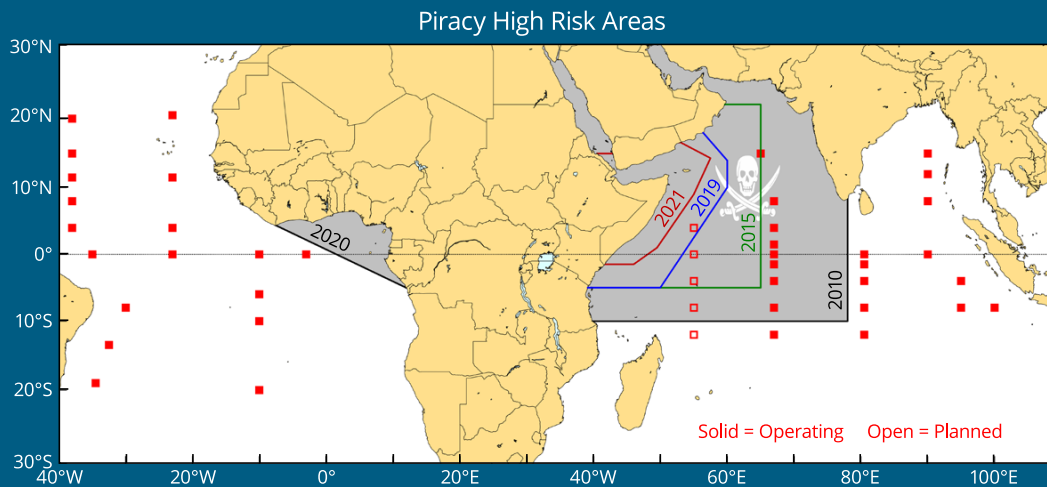 Piracy High Risk Areas
30°N
20°N
10°N
0°
10°S
20°S
30°S
2020
2021
2019
2015
2010
Solid = Operating Open = Planned
40°W 20°W 0° 20°E 40°E 60°E 80°E 100°E